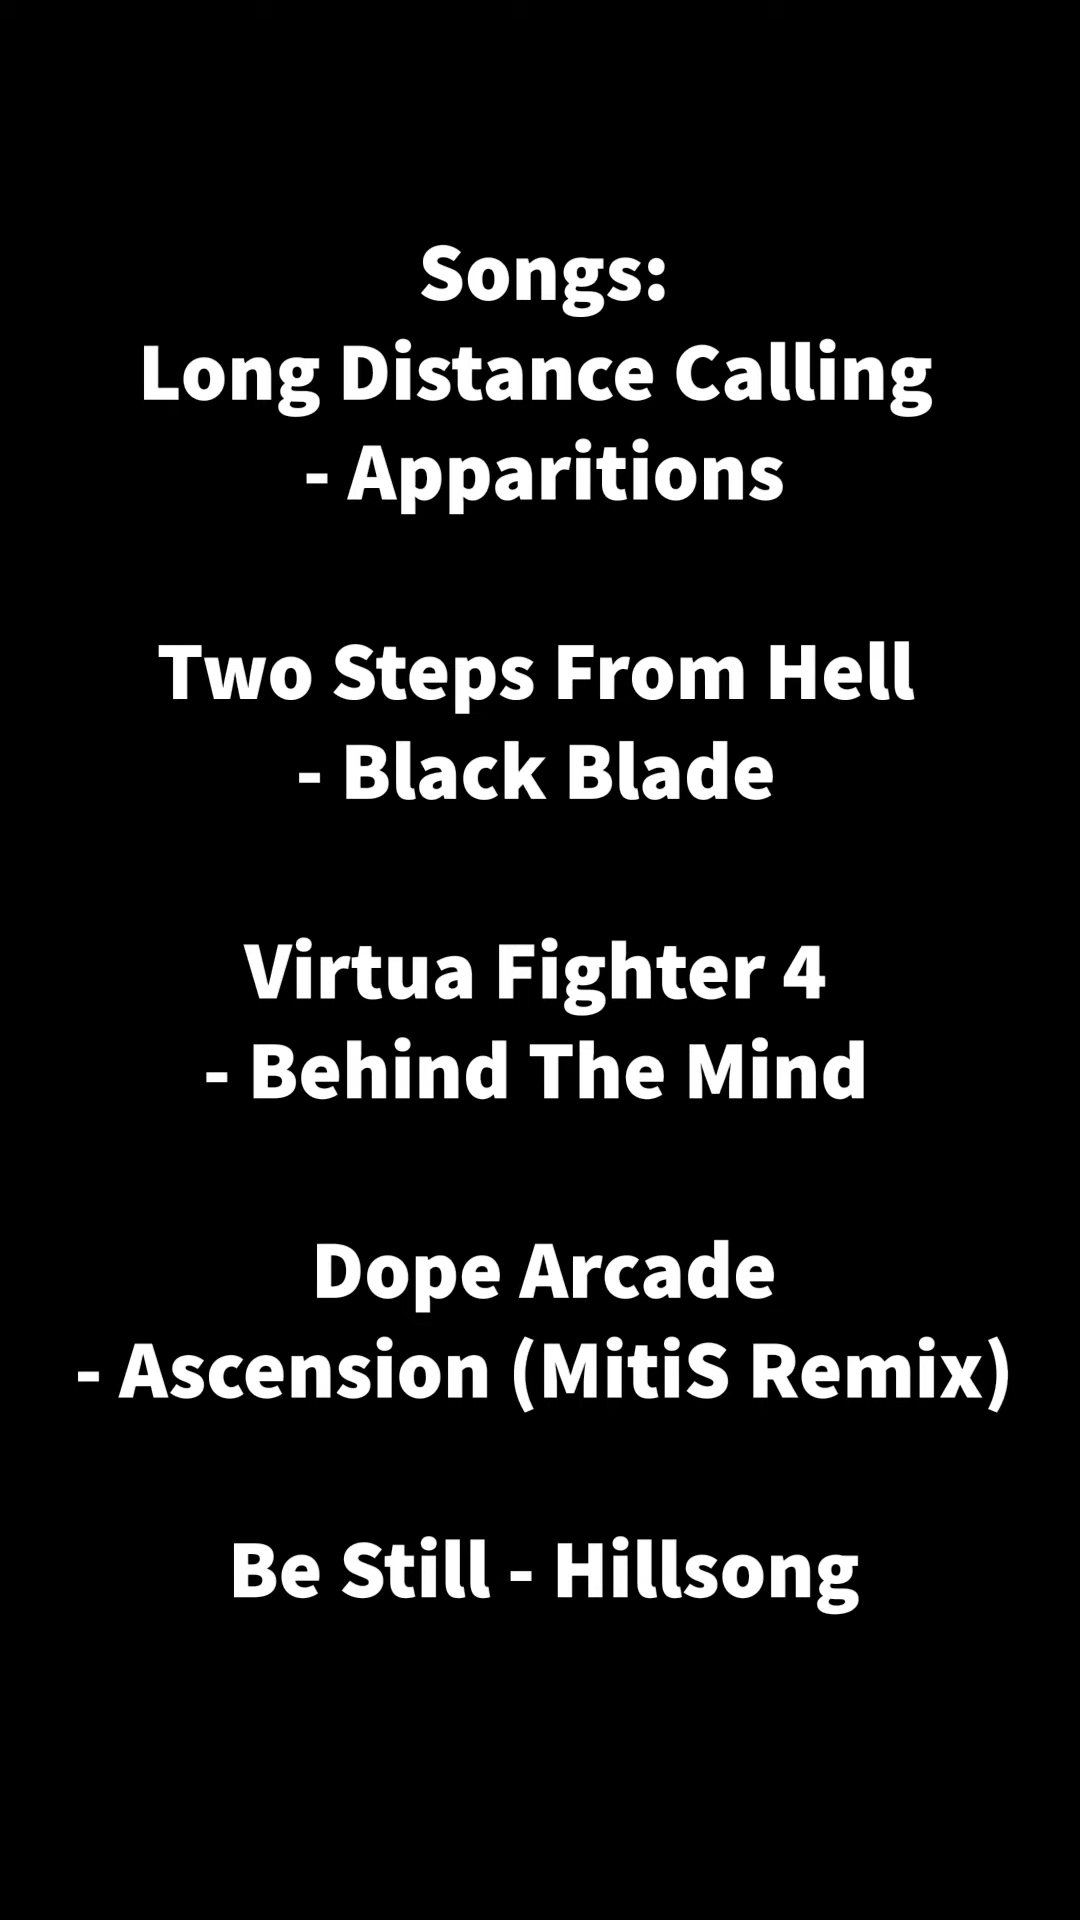 Songs:
Long Distance Calling
- Apparitions
Two Steps From Hell
- Black Blade
Virtua Fighter 4
- Behind The Mind
Dope Arcade
- Ascension (MitiS Remix)
Be Still - Hillsong